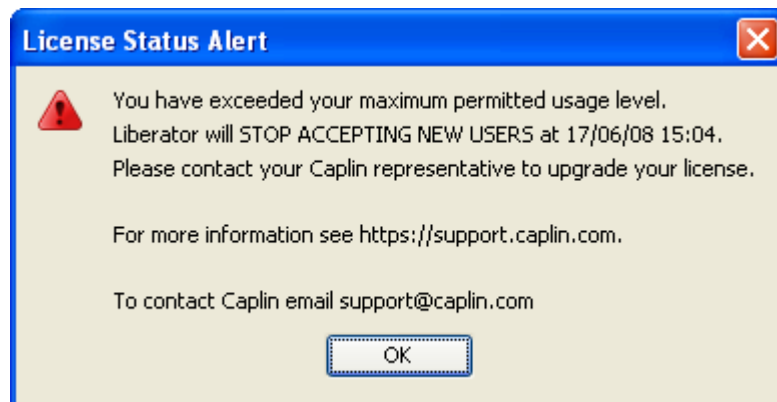 License Status Alert
You have exceeded your maximum permitted usage level.
Liberator will STOP ACCEPTING NEW USERS at 17/06/08 15:04.
Please contact your Caplin representative to upgrade your license.
For more information see https://support.caplin.com.
To contact Caplin email support@caplin.com
OK